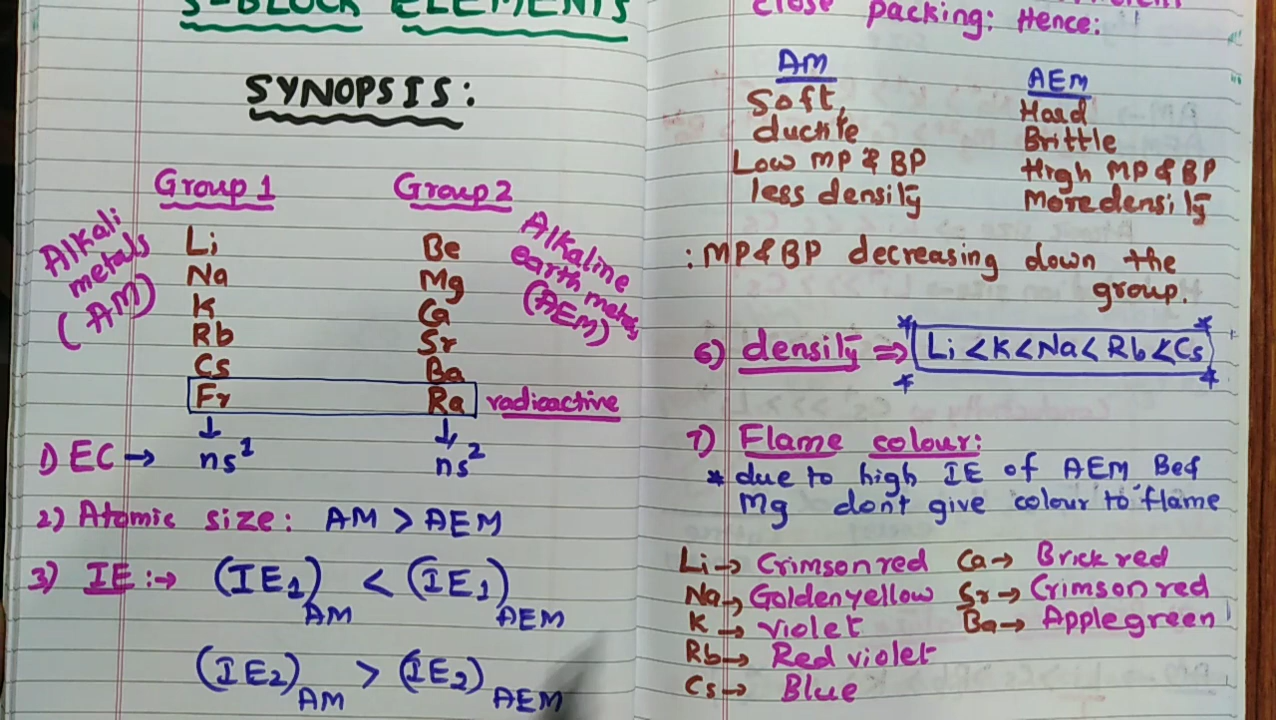 S-BLOCK ELEMENTS
SYNOPSIS:
Group 1 Group 2
Alkali metals (AM)
Alkaline earth metals (AEM)
Li Be
Na Mg
K Ca
Rb Sr
Cs Ba
Fr Ra radioactive
↓ ↓
1) EC → ns¹ ns²
2) Atomic size: AM > AEM
3) IE :→ (IE₁)AM < (IE₁)AEM
(IE₂)AM > (IE₂)AEM
close packing: Hence:
AM AEM
Soft, Hard
ductile Brittle
Low MP & BP High MP & BP
less density More density
: MP & BP decreasing down the
group.
6) density ⇒ Li < K < Na < Rb < Cs
7) Flame colour:
* due to high IE of AEM Be &
Mg don't give colour to flame
Li → Crimson red Ca → Brick red
Na → Golden yellow Sr → Crimson red
K → violet Ba → Apple green
Rb → Red violet
Cs → Blue